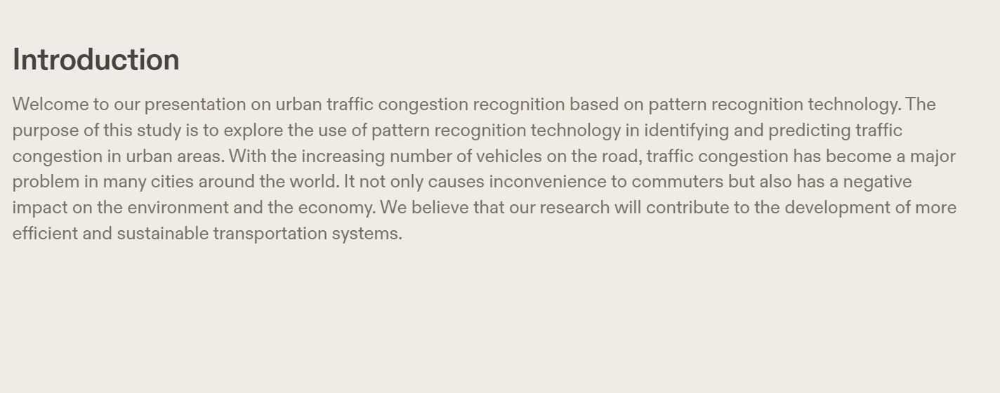 Introduction
Welcome to our presentation on urban traffic congestion recognition based on pattern recognition technology. The
purpose of this study is to explore the use of pattern recognition technology in identifying and predicting traffic
congestion in urban areas. With the increasing number of vehicles on the road, traffic congestion has become a major
problem in many cities around the world. It not only causes inconvenience to commuters but also has a negative
impact on the environment and the economy. We believe that our research will contribute to the development of more
efficient and sustainable transportation systems.